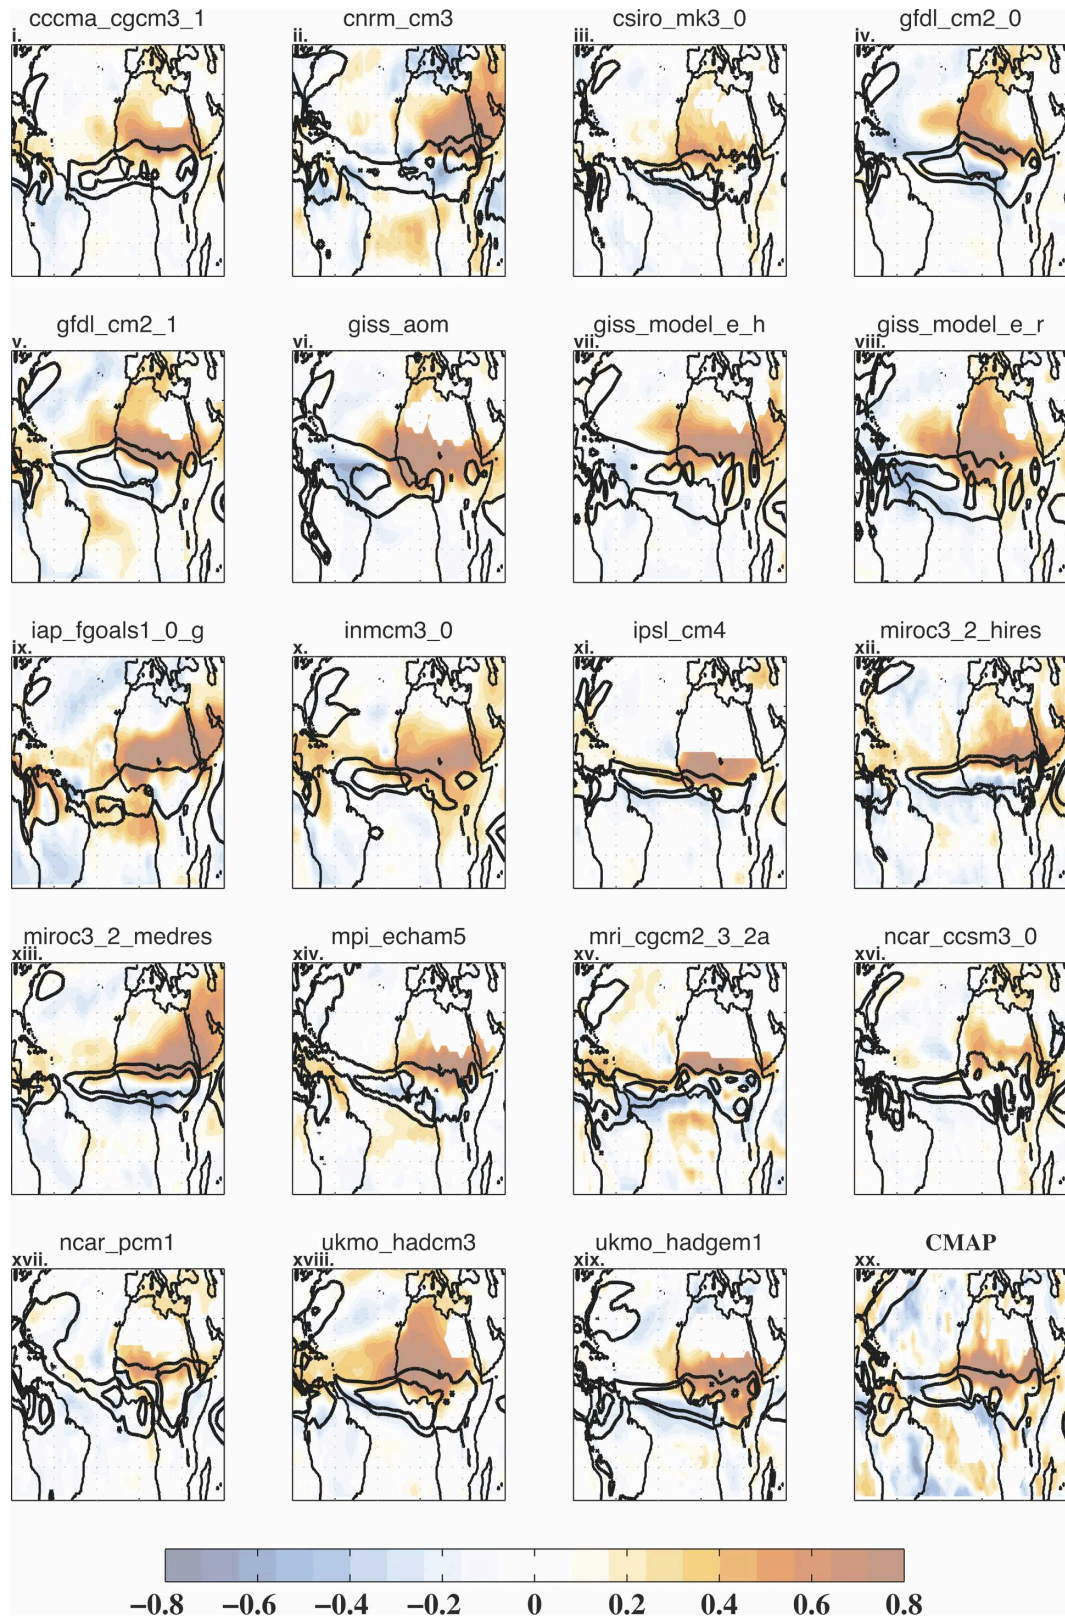 cccma_cgcm3_1 cnrm_cm3 csiro_mk3_0 gfdl_cm2_0
i. ii. iii. iv.
gfdl_cm2_1 giss_aom giss_model_e_h giss_model_e_r
v. vi. vii. viii.
iap_fgoals1_0_g inmcm3_0 ipsl_cm4 miroc3_2_hires
ix. x. xi. xii.
miroc3_2_medres mpi_echam5 mri_cgcm2_3_2a ncar_ccsm3_0
xiii. xiv. xv. xvi.
ncar_pcm1 ukmo_hadcm3 ukmo_hadgem1 CMAP
xvii. xviii. xix. xx.
−0.8 −0.6 −0.4 −0.2 0 0.2 0.4 0.6 0.8